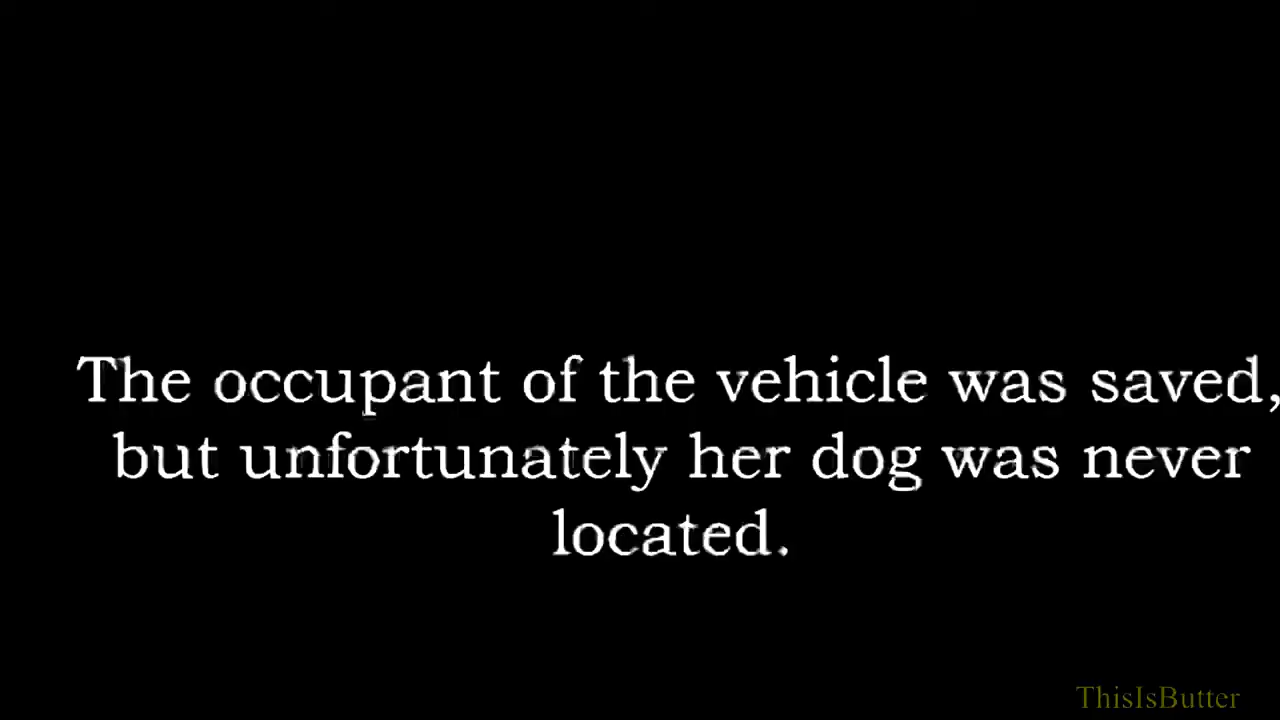 The occupant of the vehicle was saved,
but unfortunately her dog was never
located.
ThisIsButter